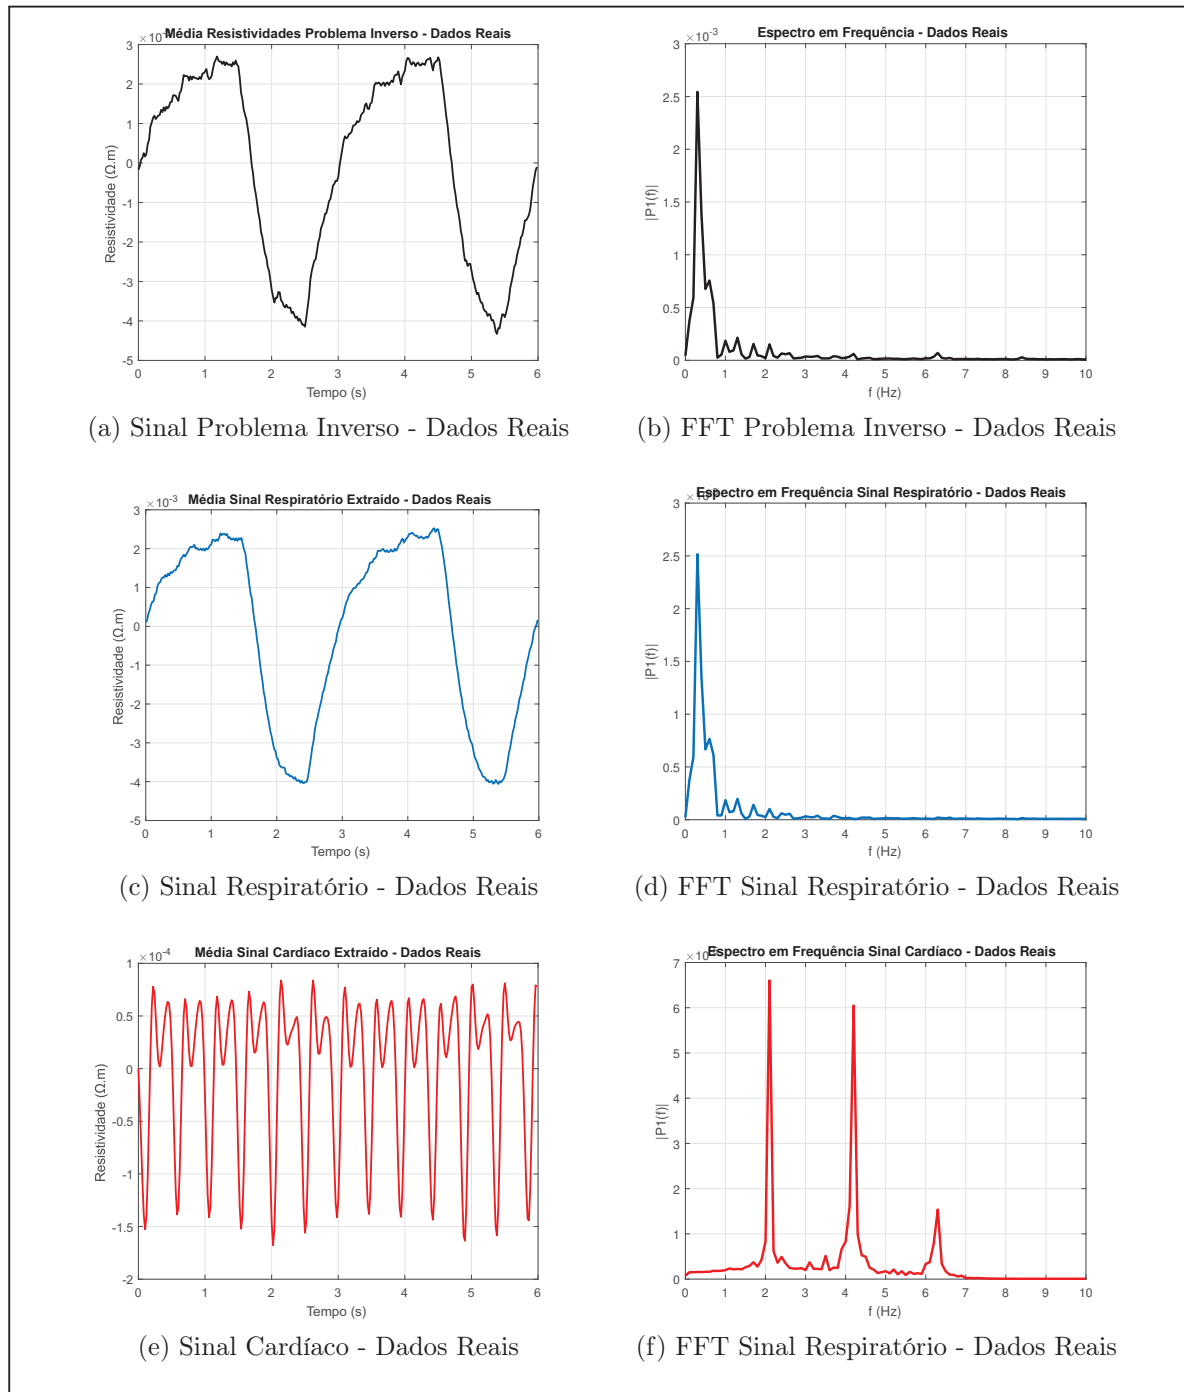 ×10
Média Resistividades Problema Inverso - Dados Reais
3
2
1
0
-1
-2
-3
-4
-5
Resistividade (Ω.m)
0 1 2 3 4 5 6
Tempo (s)
(a) Sinal Problema Inverso - Dados Reais
×10-3
Espectro em Frequência - Dados Reais
3
2.5
2
1.5
1
0.5
0
|P1(f)|
0 1 2 3 4 5 6 7 8 9 10
f (Hz)
(b) FFT Problema Inverso - Dados Reais
×10-3
Média Sinal Respiratório Extraído - Dados Reais
3
2
1
0
-1
-2
-3
-4
-5
Resistividade (Ω.m)
0 1 2 3 4 5 6
Tempo (s)
(c) Sinal Respiratório - Dados Reais
Espectro em Frequência Sinal Respiratório - Dados Reais
3
2.5
2
1.5
1
0.5
0
|P1(f)|
0 1 2 3 4 5 6 7 8 9 10
f (Hz)
(d) FFT Sinal Respiratório - Dados Reais
×10-4
Média Sinal Cardíaco Extraído - Dados Reais
1
0.5
0
-0.5
-1
-1.5
-2
Resistividade (Ω.m)
0 1 2 3 4 5 6
Tempo (s)
(e) Sinal Cardíaco - Dados Reais
×10
Espectro em Frequência Sinal Cardíaco - Dados Reais
7
6
5
4
3
2
1
0
|P1(f)|
0 1 2 3 4 5 6 7 8 9 10
f (Hz)
(f) FFT Sinal Respiratório - Dados Reais